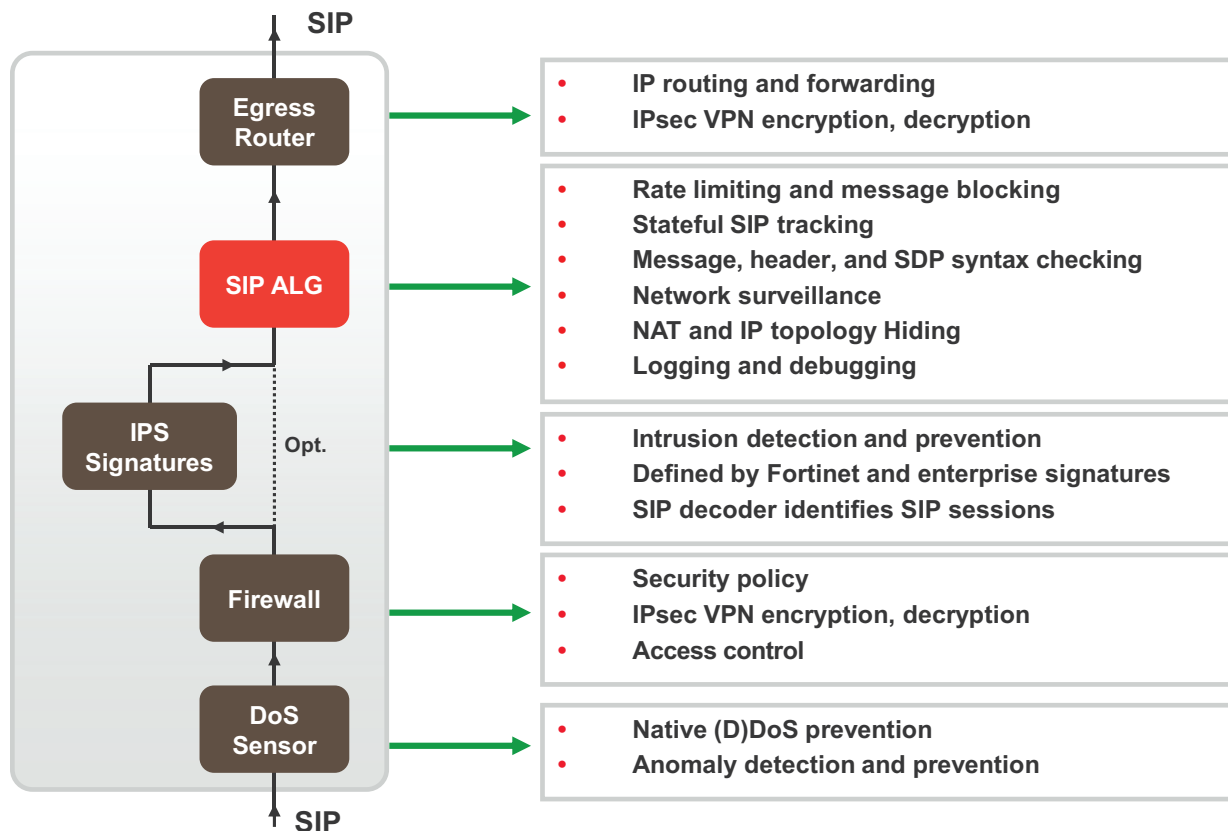 SIP
Egress
Router
• IP routing and forwarding
• IPsec VPN encryption, decryption
SIP ALG
• Rate limiting and message blocking
• Stateful SIP tracking
• Message, header, and SDP syntax checking
• Network surveillance
• NAT and IP topology Hiding
• Logging and debugging
IPS
Signatures
Opt.
• Intrusion detection and prevention
• Defined by Fortinet and enterprise signatures
• SIP decoder identifies SIP sessions
Firewall
• Security policy
• IPsec VPN encryption, decryption
• Access control
DoS
Sensor
• Native (D)DoS prevention
• Anomaly detection and prevention
SIP